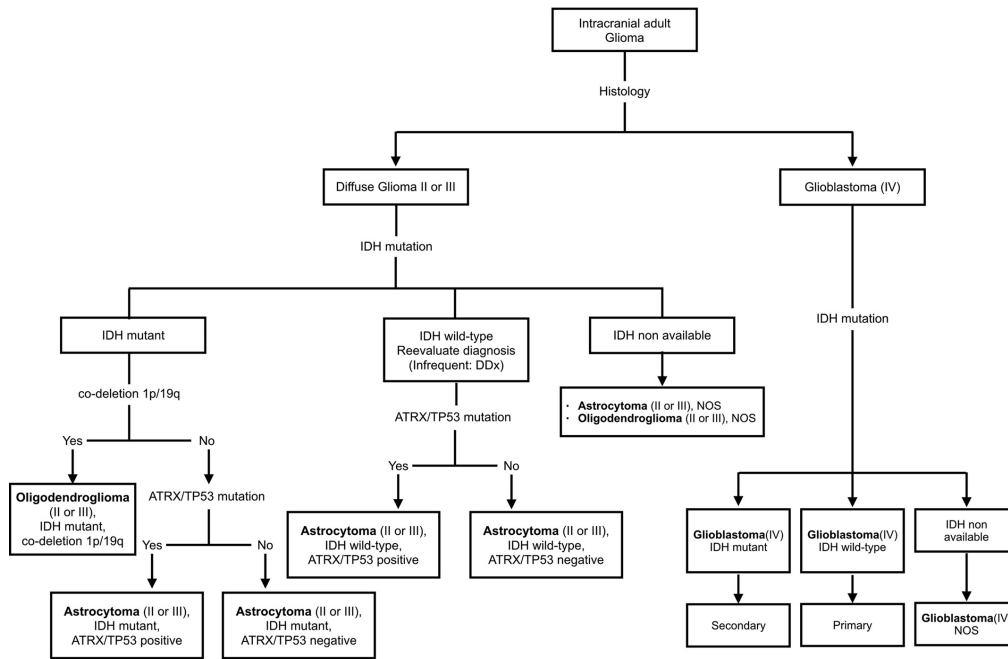 Intracranial adult
Glioma
Histology
Diffuse Glioma II or III
Glioblastoma (IV)
IDH mutation
IDH mutation
IDH mutant
IDH wild-type
Reevaluate diagnosis
(Infrequent: DDx)
IDH non available
co-deletion 1p/19q
ATRX/TP53 mutation
· Astrocytoma (II or III), NOS
· Oligodendroglioma (II or III), NOS
Yes
No
Yes
No
Oligodendroglioma
(II or III),
IDH mutant,
co-deletion 1p/19q
ATRX/TP53 mutation
Yes
No
Astrocytoma (II or III),
IDH mutant,
ATRX/TP53 positive
Astrocytoma (II or III),
IDH mutant,
ATRX/TP53 negative
Astrocytoma (II or III),
IDH wild-type,
ATRX/TP53 positive
Astrocytoma (II or III),
IDH wild-type,
ATRX/TP53 negative
Glioblastoma(IV)
IDH mutant
Glioblastoma(IV)
IDH wild-type
IDH non
available
Secondary
Primary
Glioblastoma(IV
NOS